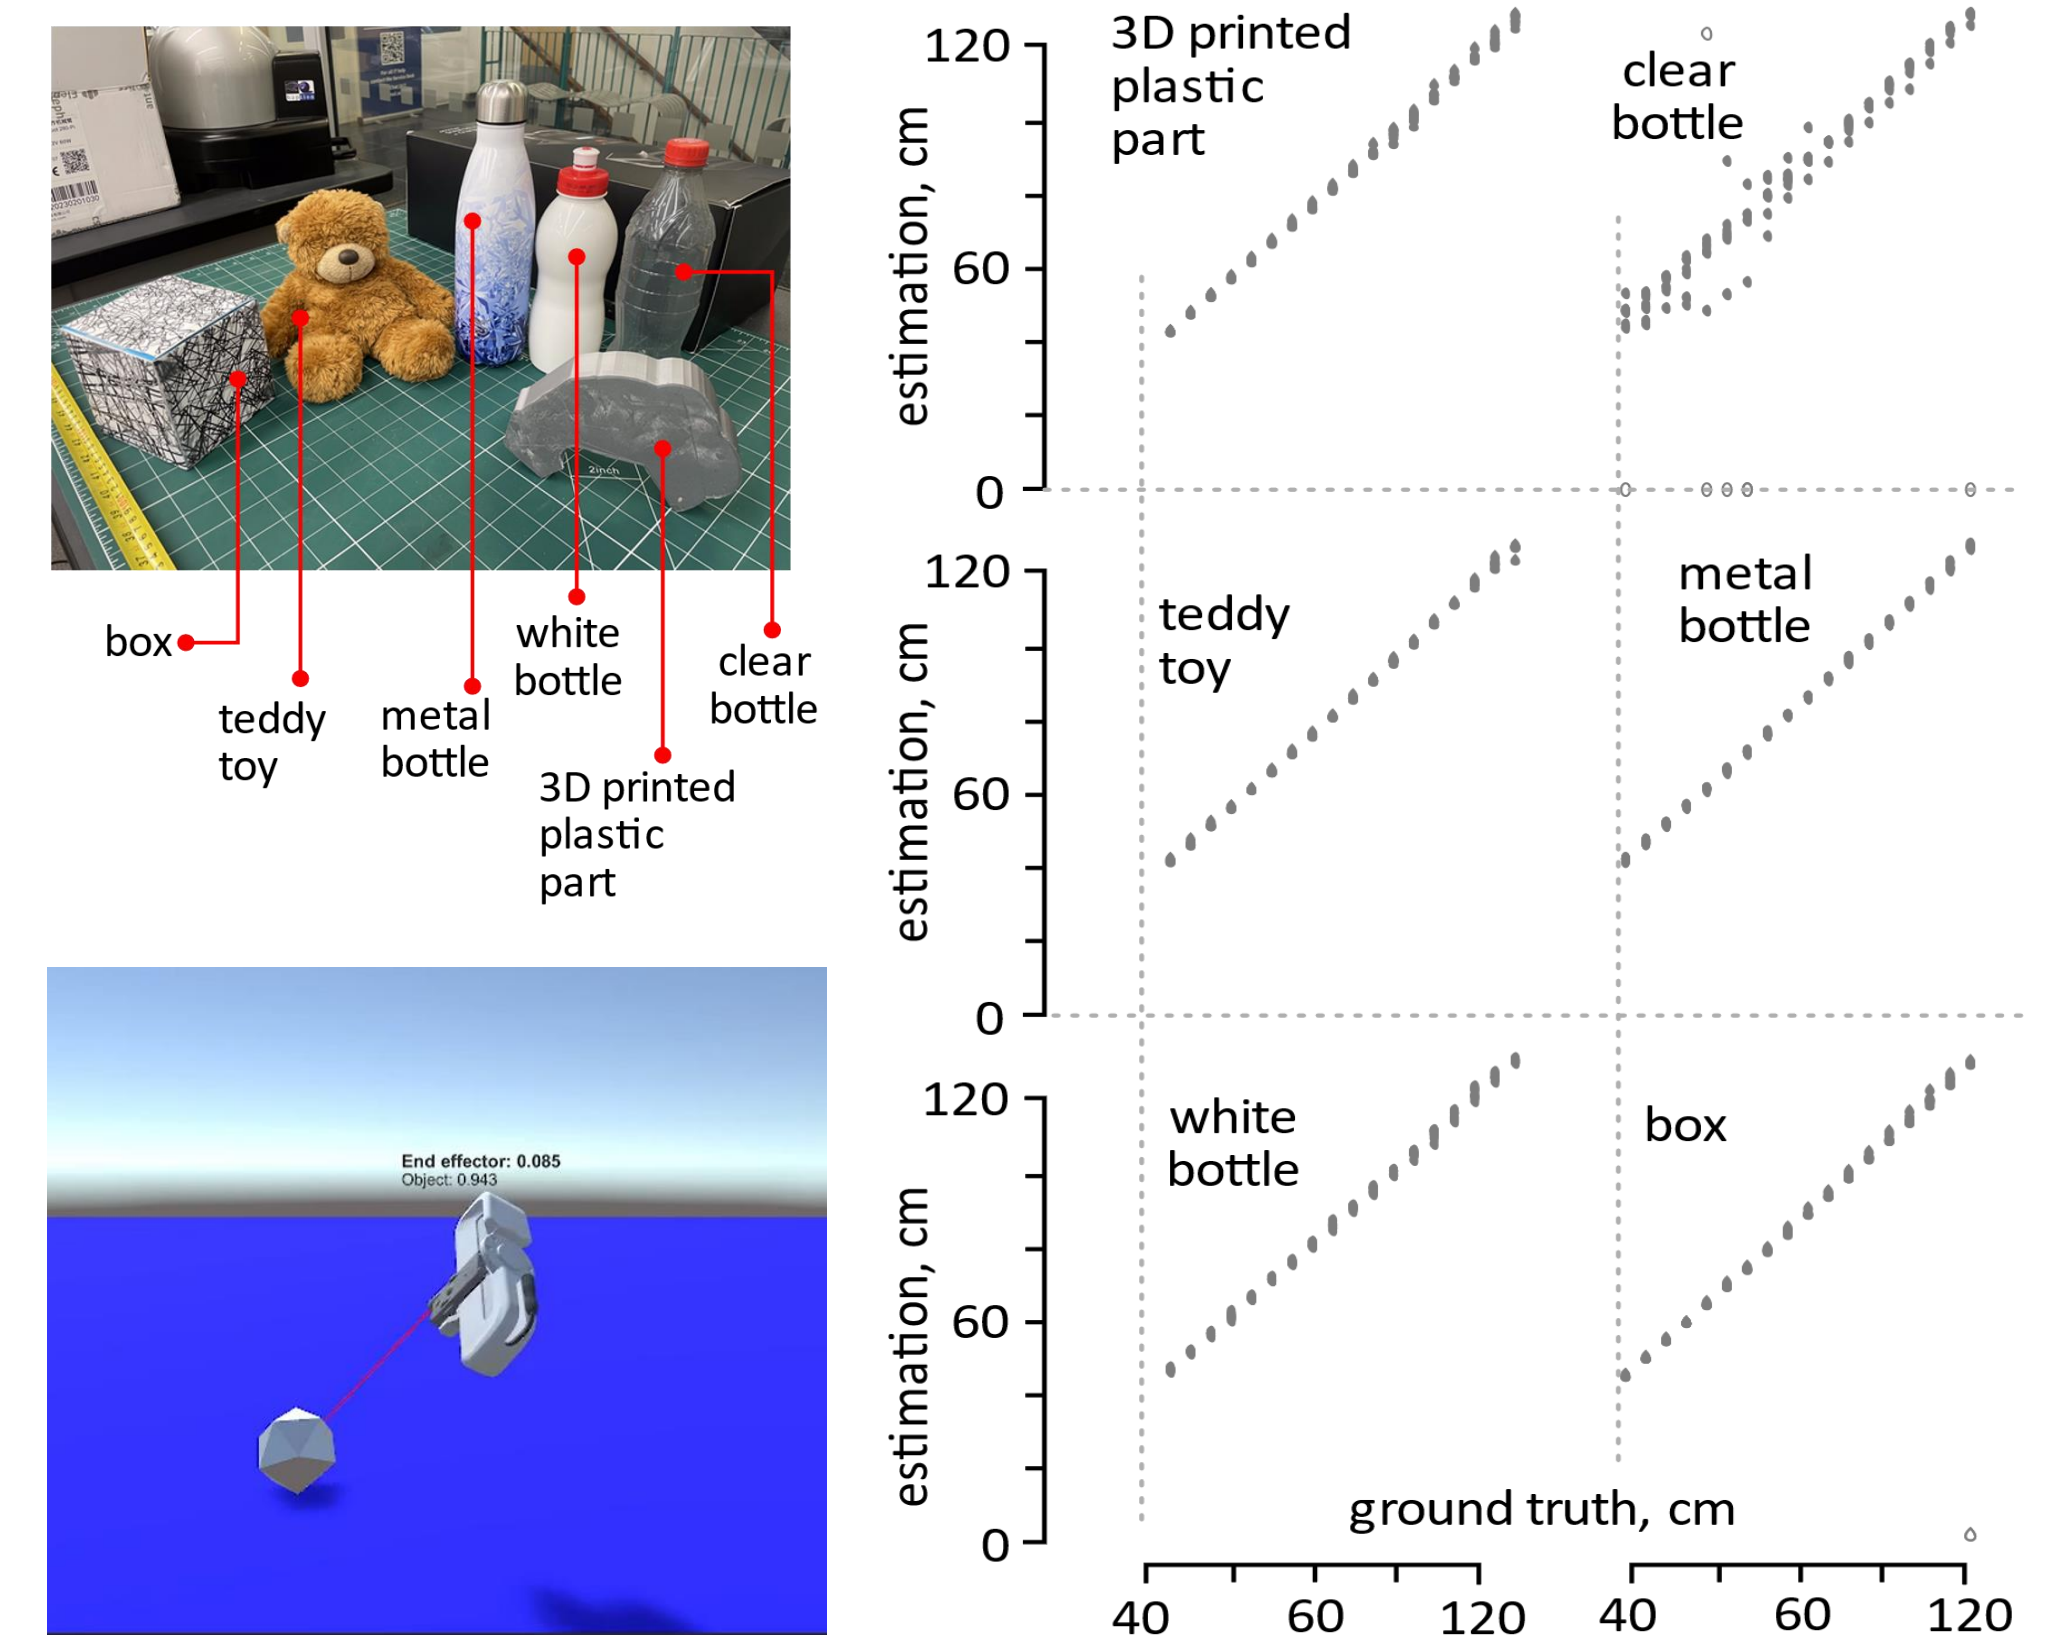 box
teddy
toy
metal
bottle
white
bottle
3D printed
plastic
part
clear
bottle
2inch
20230201030
End effector: 0.085
Object: 0.943
estimation, cm
120
60
0
3D printed
plastic
part
clear
bottle
estimation, cm
120
60
0
teddy
toy
metal
bottle
estimation, cm
120
60
0
white
bottle
box
ground truth, cm
40
60
120
40
60
120